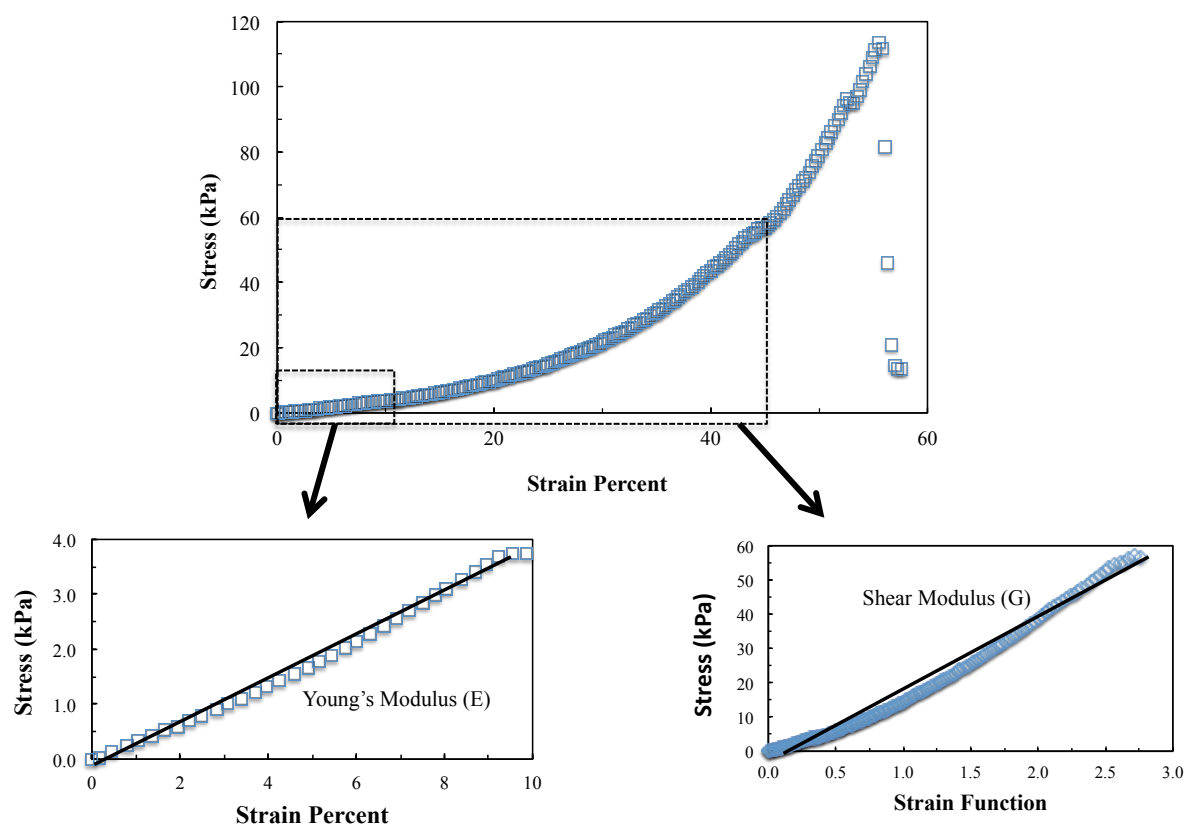 120
100
80
60
40
20
0
Stress (kPa)
0 20 40 60
Strain Percent
4.0
3.0
2.0
1.0
0.0
Stress (kPa)
Young's Modulus (E)
0 2 4 6 8 10
Strain Percent
60
50
40
30
20
10
0
Stress (kPa)
Shear Modulus (G)
0.0 0.5 1.0 1.5 2.0 2.5 3.0
Strain Function